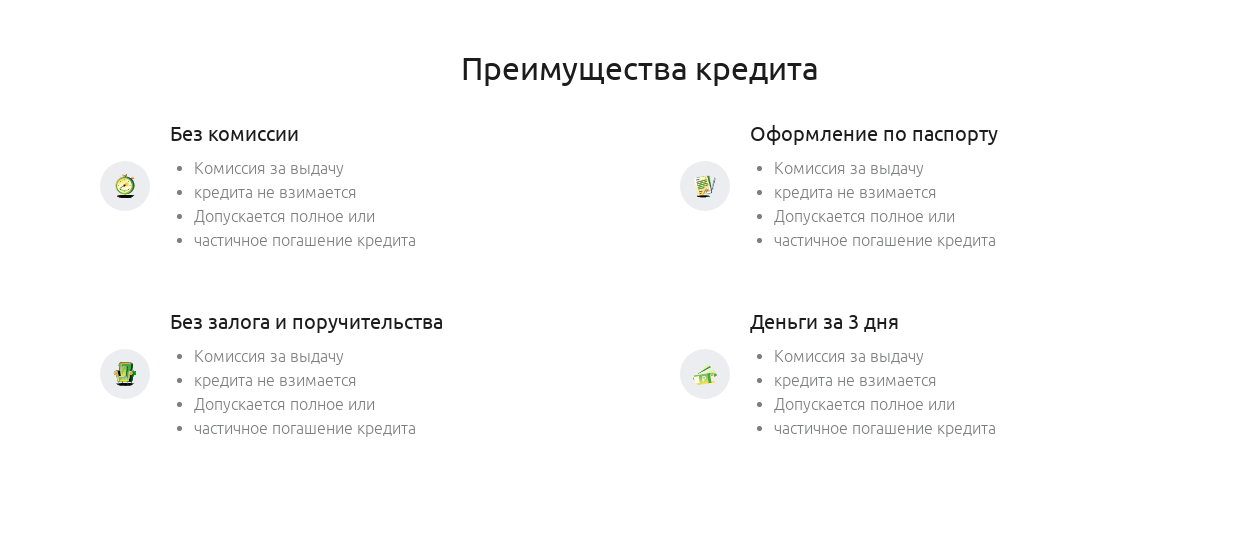 Преимущества кредита
Без комиссии
Комиссия за выдачу
кредита не взимается
Допускается полное или
частичное погашение кредита
Оформление по паспорту
Комиссия за выдачу
кредита не взимается
Допускается полное или
частичное погашение кредита
Без залога и поручительства
Комиссия за выдачу
кредита не взимается
Допускается полное или
частичное погашение кредита
Деньги за 3 дня
Комиссия за выдачу
кредита не взимается
Допускается полное или
частичное погашение кредита